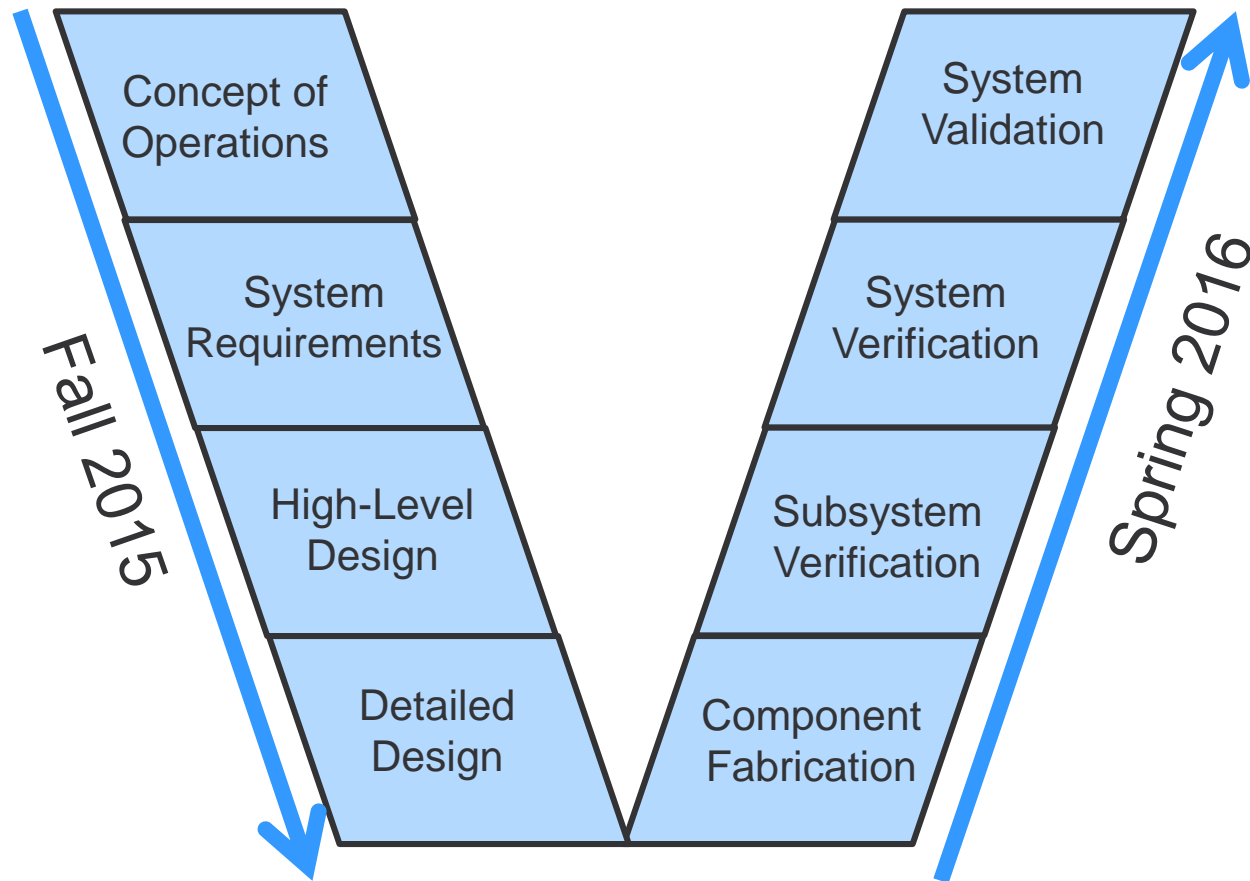 Concept of
Operations
System
Requirements
High-Level
Design
Detailed
Design
Fall 2015
System
Validation
System
Verification
Subsystem
Verification
Component
Fabrication
Spring 2016